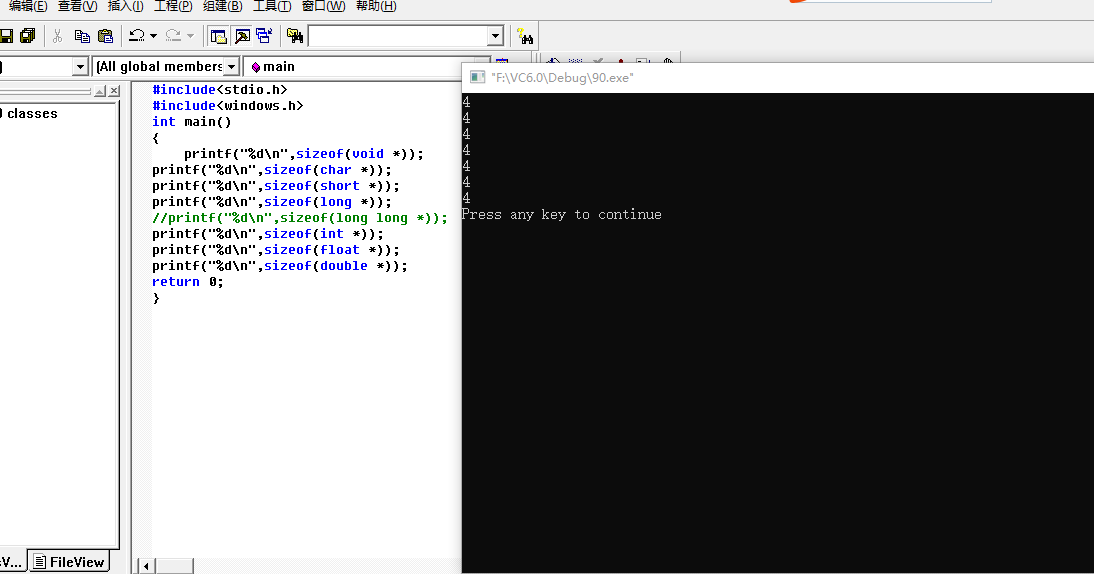 编辑(E) 查看(V) 插入(I) 工程(P) 组建(B) 工具(T) 窗口(W) 帮助(H)
(All global members main
classes
#include<stdio.h>
#include<windows.h>
int main()
{
printf("%d\n",sizeof(void *));
printf("%d\n",sizeof(char *));
printf("%d\n",sizeof(short *));
printf("%d\n",sizeof(long *));
//printf("%d\n",sizeof(long long *));
printf("%d\n",sizeof(int *));
printf("%d\n",sizeof(float *));
printf("%d\n",sizeof(double *));
return 0;
}
FileView
"F:\VC6.0\Debug\90.exe"
4
4
4
4
4
4
4
Press any key to continue